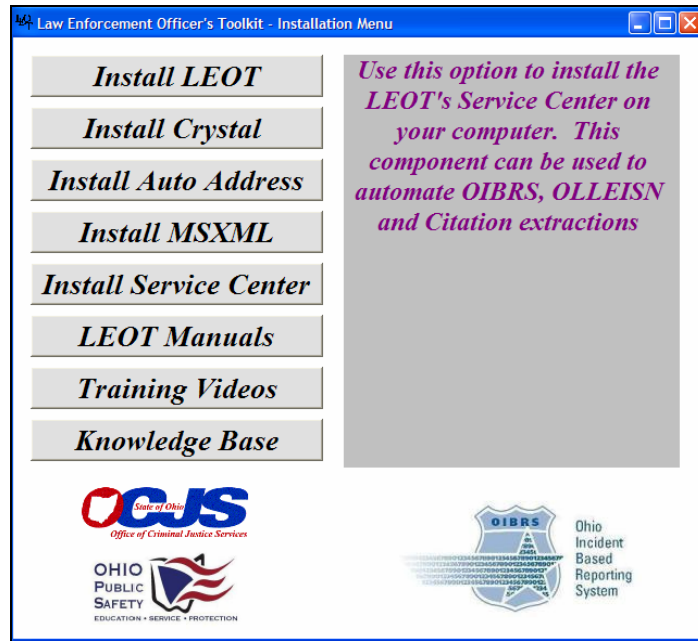 Law Enforcement Officer's Toolkit - Installation Menu
Install LEOT
Install Crystal
Install Auto Address
Install MSXML
Install Service Center
LEOT Manuals
Training Videos
Knowledge Base
Use this option to install the
LEOT's Service Center on
your computer. This
component can be used to
automate OIBRS, OLLEISN
and Citation extractions
OCJS
State of Ohio
Office of Criminal Justice Services
OHIO
PUBLIC
SAFETY
EDUCATION • SERVICE • PROTECTION
OIBRS
Ohio
Incident
Based
Reporting
System